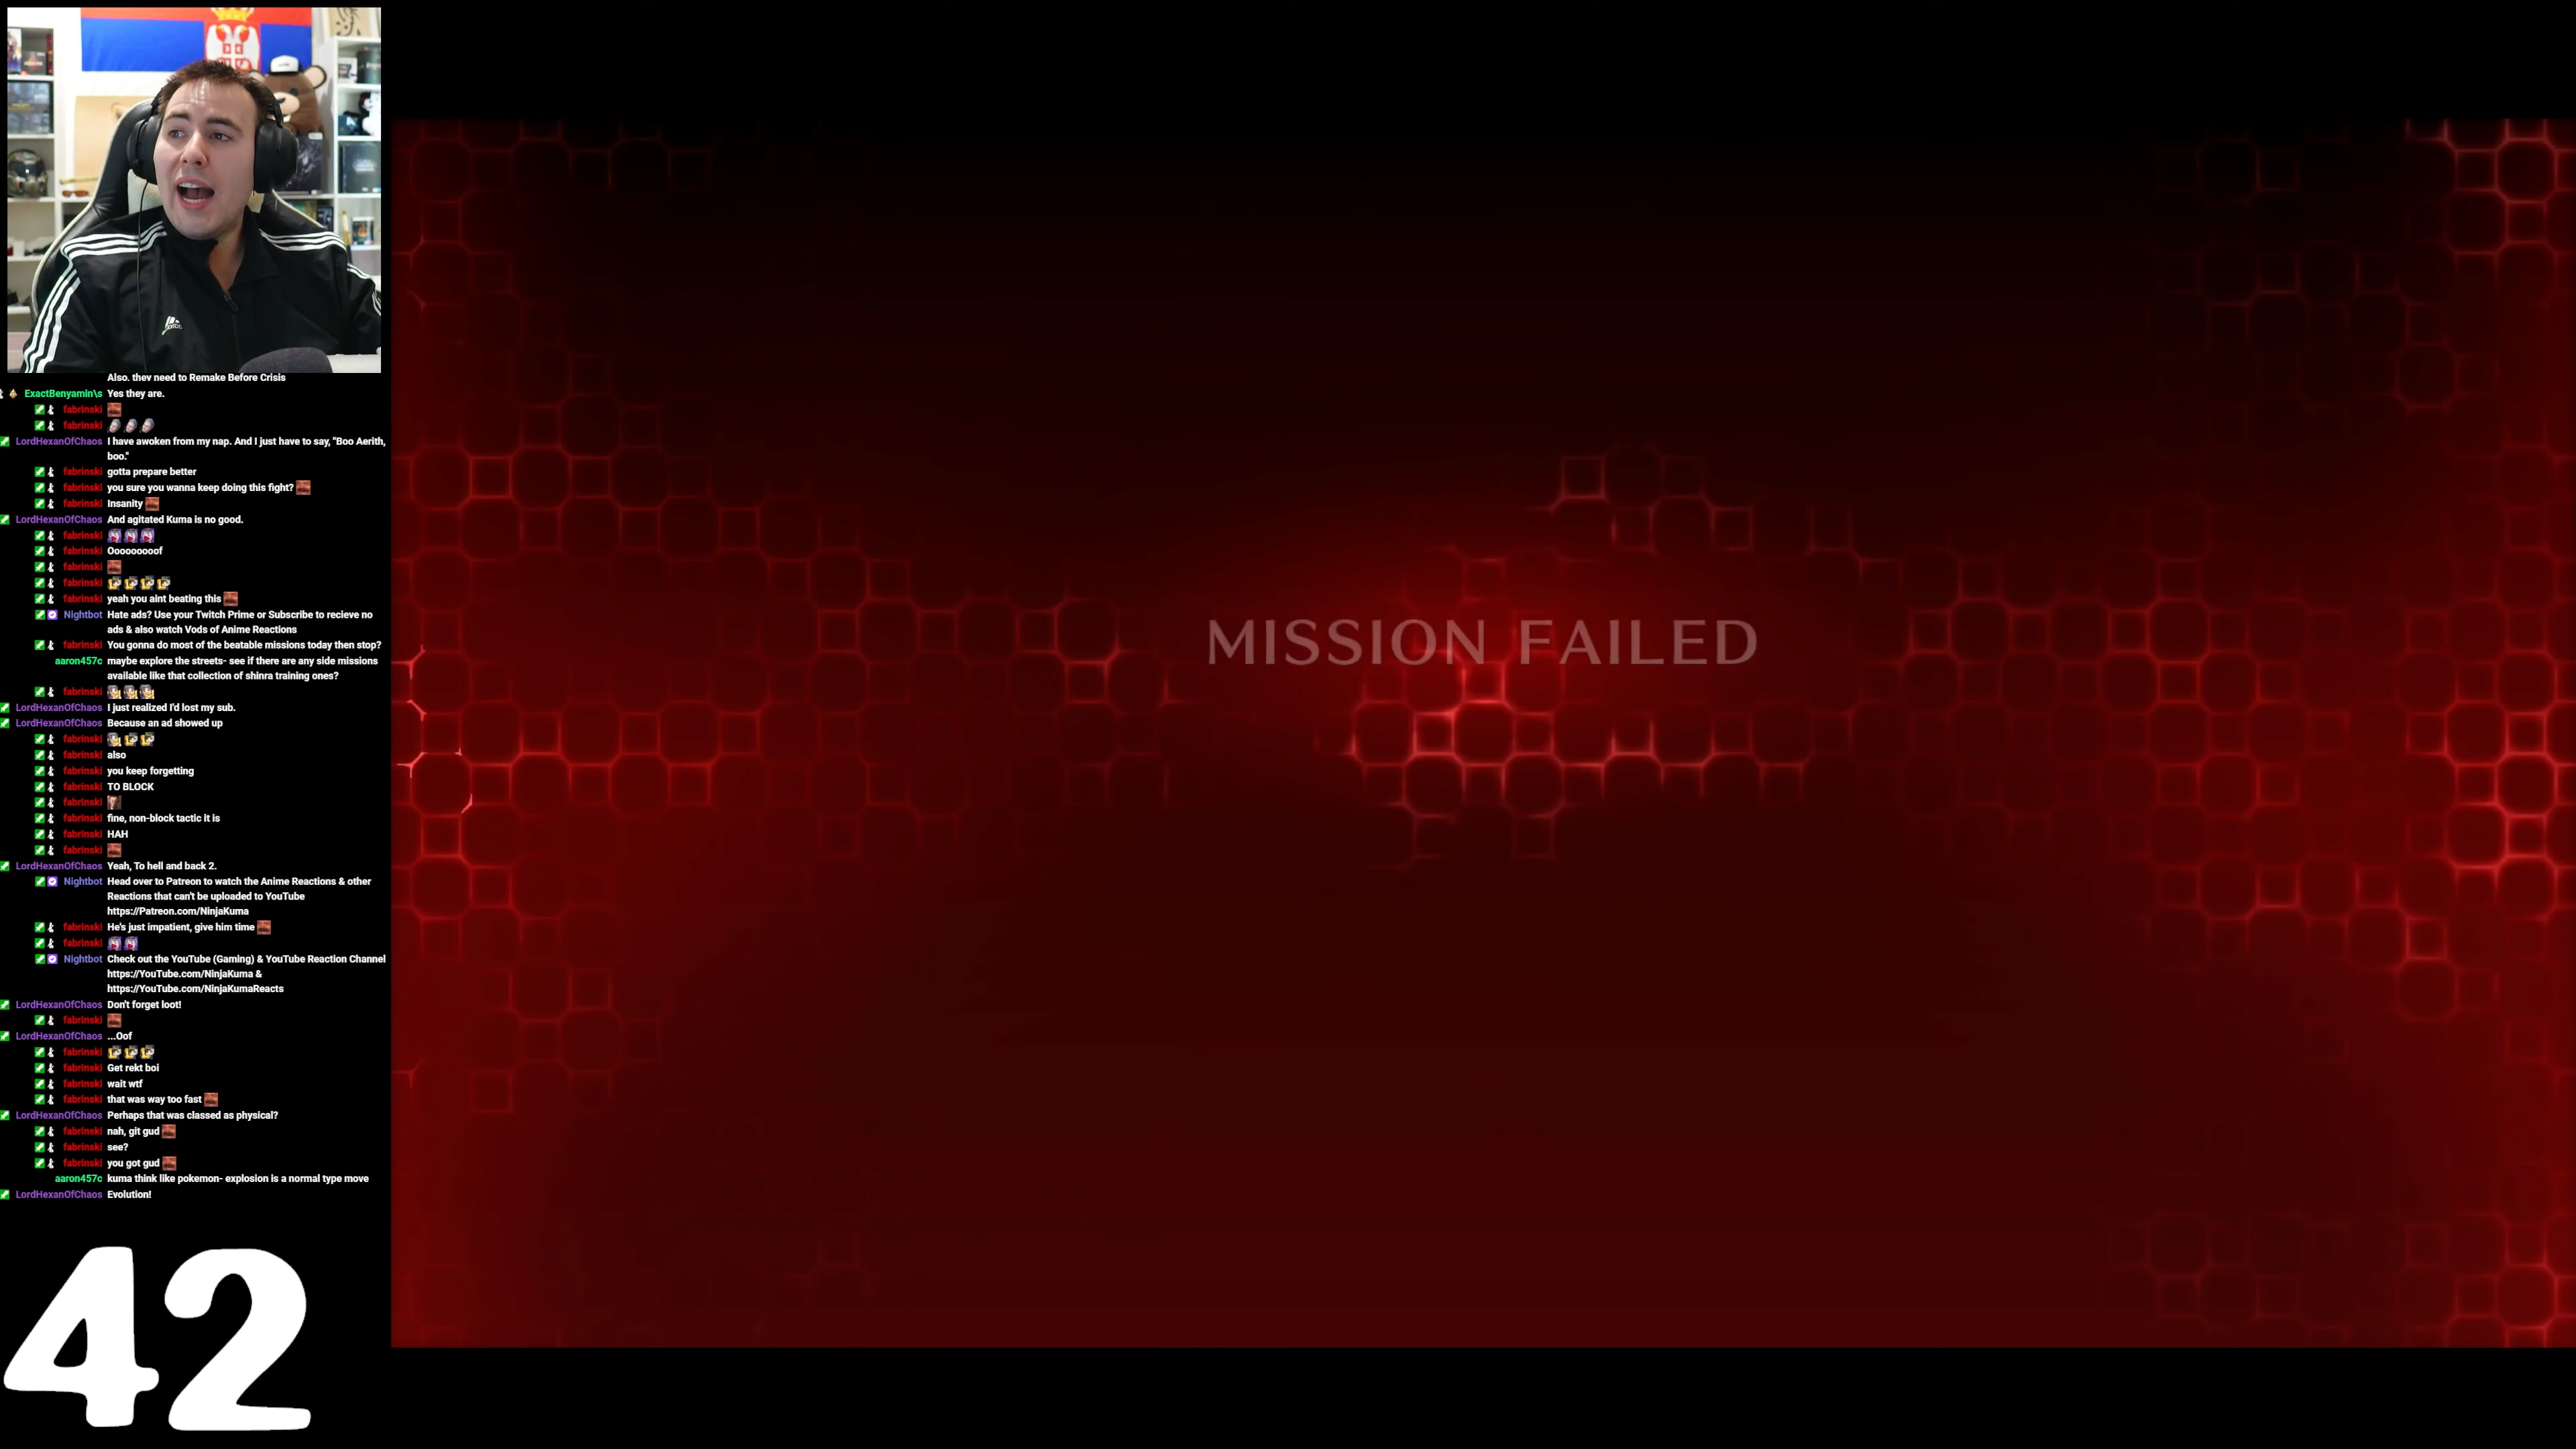 Also, they need to Remake Before Crisis
ExactBenyamin\s Yes they are.
fabrinski
fabrinski
LordHexanOfChaos I have awoken from my nap. And I just have to say, "Boo Aerith,
boo."
fabrinski gotta prepare better
fabrinski you sure you wanna keep doing this fight?
fabrinski Insanity
LordHexanOfChaos And agitated Kuma is no good.
fabrinski
fabrinski Ooooooooof
fabrinski
fabrinski
fabrinski yeah you aint beating this
Nightbot Hate ads? Use your Twitch Prime or Subscribe to recieve no
ads & also watch Vods of Anime Reactions
fabrinski You gonna do most of the beatable missions today then stop?
aaron457c maybe explore the streets- see if there are any side missions
available like that collection of shinra training ones?
fabrinski
LordHexanOfChaos I just realized I'd lost my sub.
LordHexanOfChaos Because an ad showed up
fabrinski
fabrinski also
fabrinski you keep forgetting
fabrinski TO BLOCK
fabrinski
fabrinski fine, non-block tactic it is
fabrinski HAH
fabrinski
LordHexanOfChaos Yeah, To hell and back 2.
Nightbot Head over to Patreon to watch the Anime Reactions & other
Reactions that can't be uploaded to YouTube
https://Patreon.com/NinjaKuma
fabrinski He's just impatient, give him time
fabrinski
Nightbot Check out the YouTube (Gaming) & YouTube Reaction Channel
https://YouTube.com/NinjaKuma &
https://YouTube.com/NinjaKumaReacts
LordHexanOfChaos Don't forget loot!
fabrinski
LordHexanOfChaos ...Oof
fabrinski
fabrinski Get rekt boi
fabrinski wait wtf
fabrinski that was way too fast
LordHexanOfChaos Perhaps that was classed as physical?
fabrinski nah, git gud
fabrinski see?
fabrinski you got gud
aaron457c kuma think like pokemon- explosion is a normal type move
LordHexanOfChaos Evolution!
42
MISSION FAILED